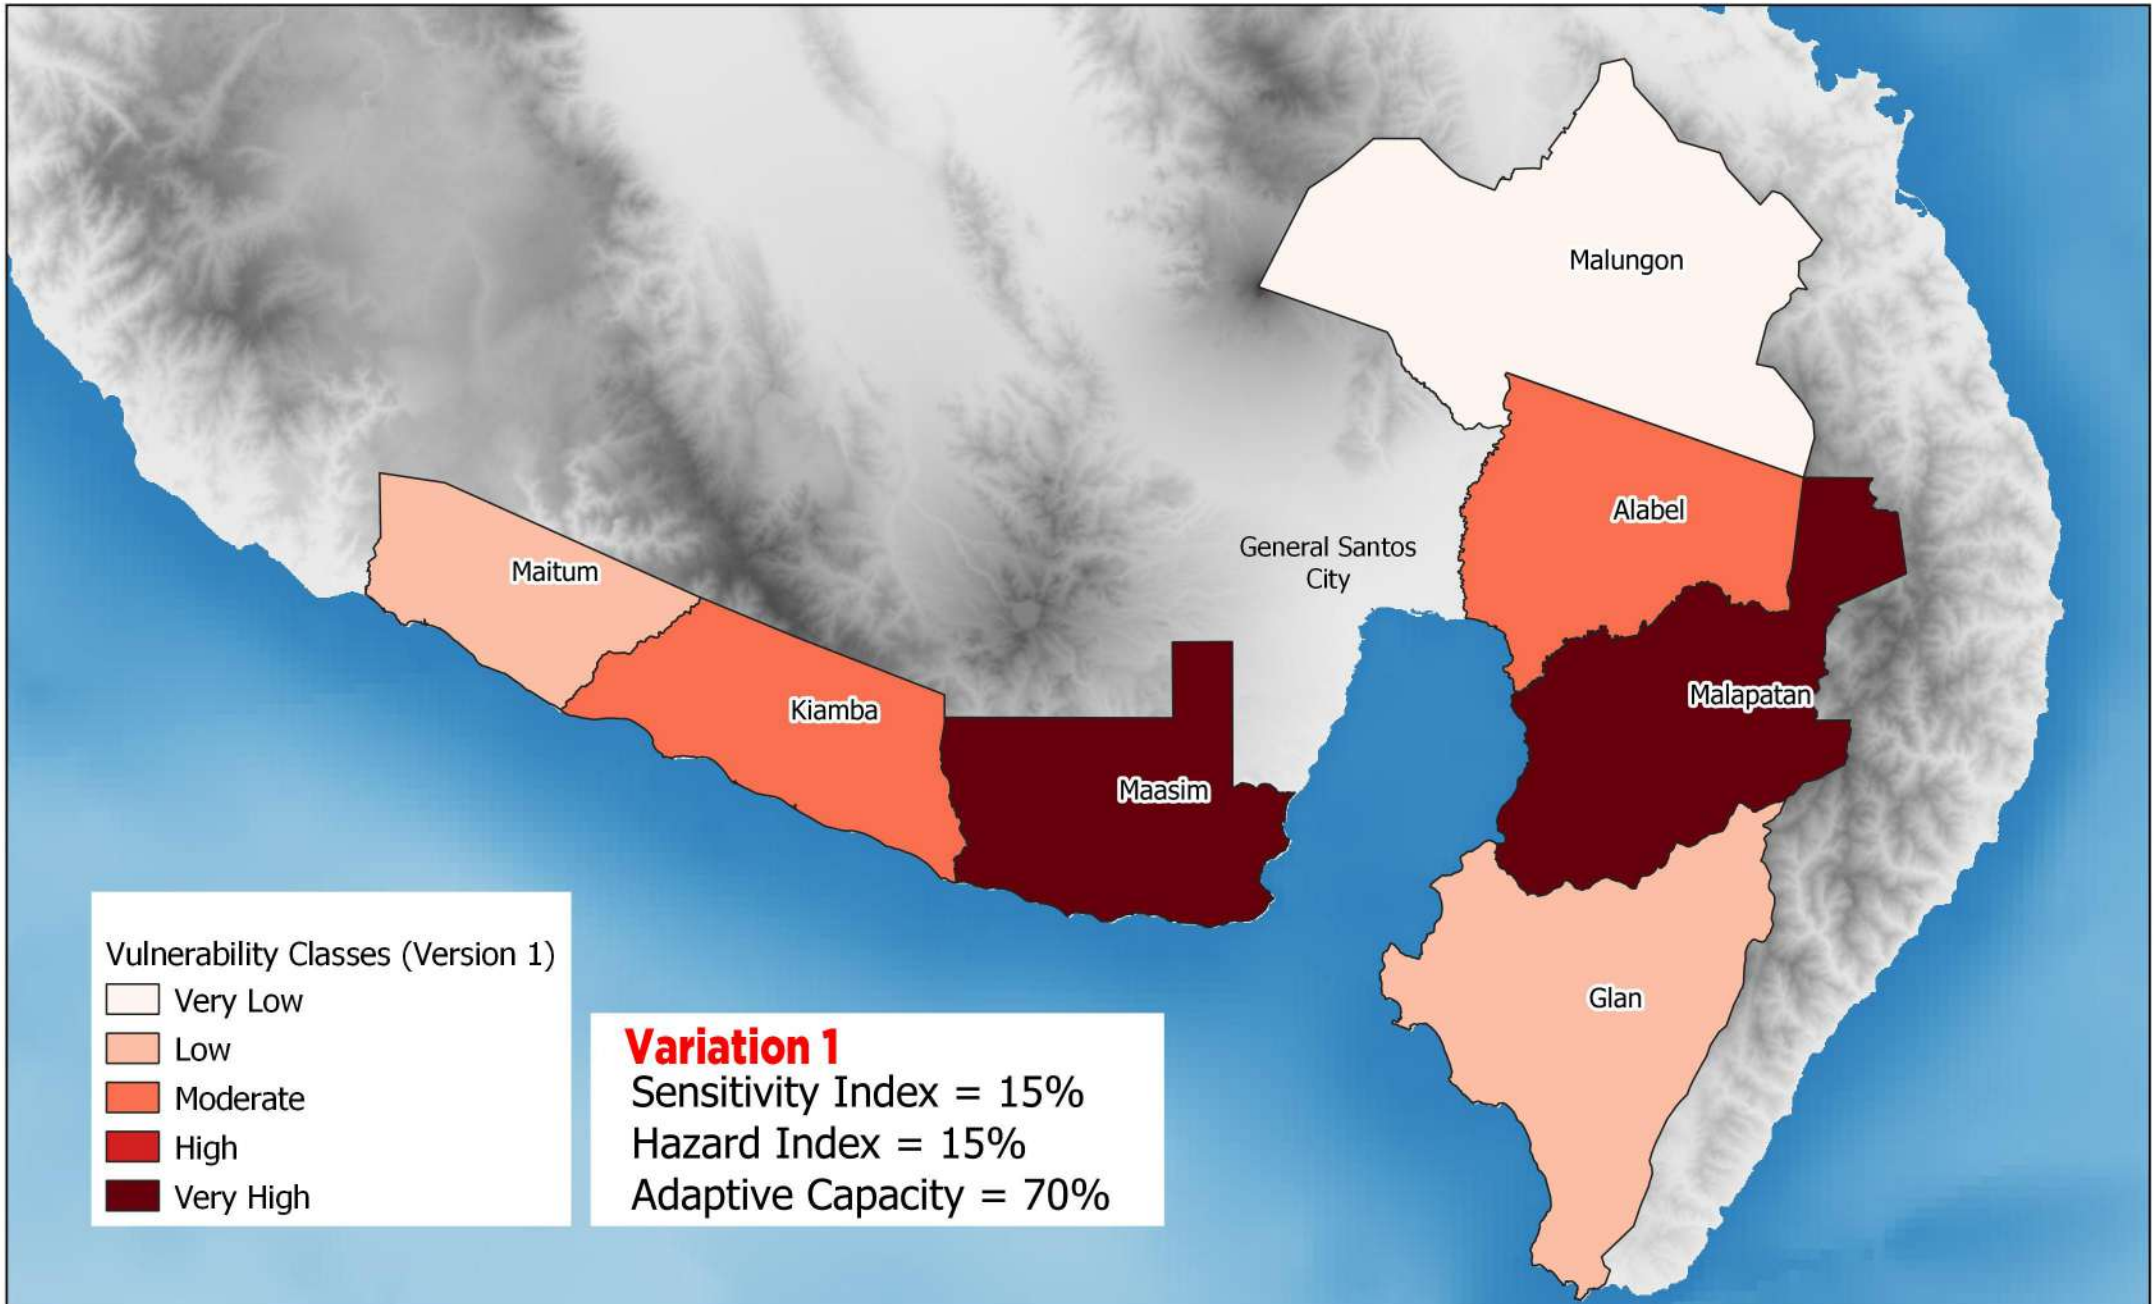 Malungon
Alabel
General Santos
City
Maitum
Malapatan
Kiamba
Maasim
Glan
Vulnerability Classes (Version 1)
Very Low
Low
Moderate
High
Very High
Variation 1
Sensitivity Index = 15%
Hazard Index = 15%
Adaptive Capacity = 70%